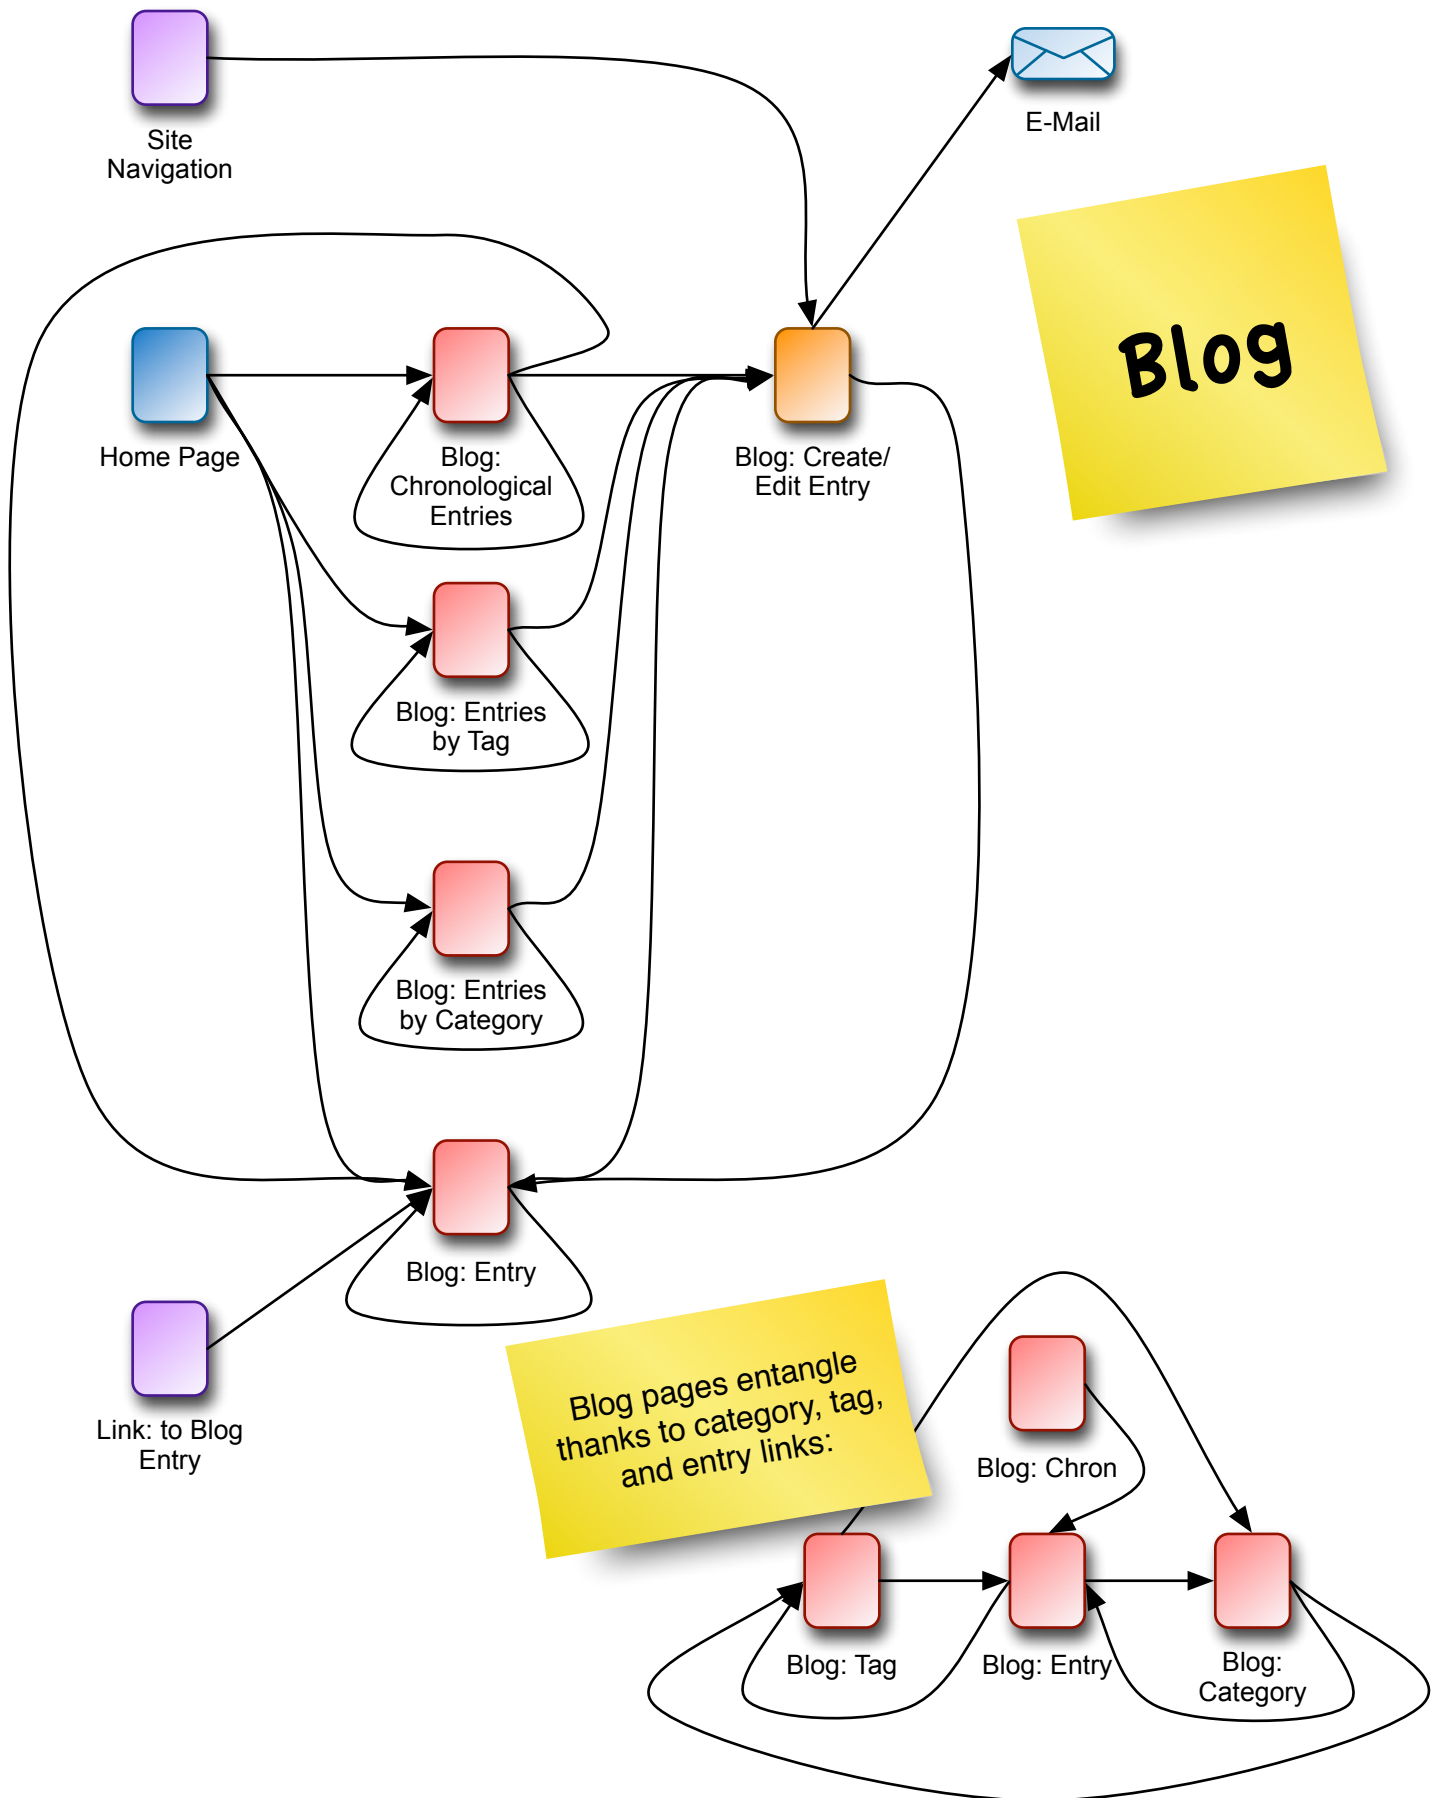 Site
Navigation
E-Mail
Blog
Home Page
Blog:
Chronological
Entries
Blog: Create/
Edit Entry
Blog: Entries
by Tag
Blog: Entries
by Category
Blog: Entry
Link: to Blog
Entry
Blog pages entangle
thanks to category, tag,
and entry links:
Blog: Chron
Blog: Tag
Blog: Entry
Blog:
Category